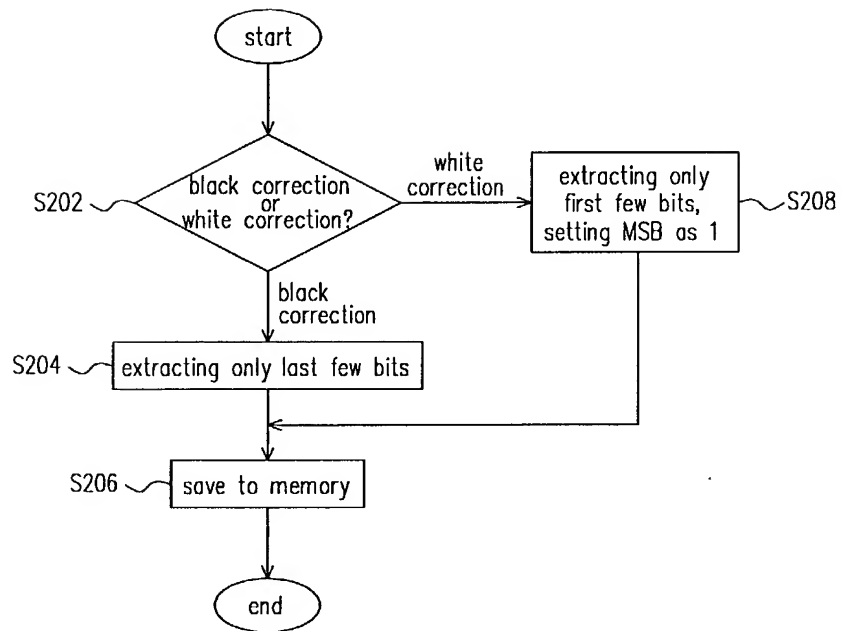 start
S202
black correction
or
white correction?
white
correction
extracting only
first few bits,
setting MSB as 1
S208
black
correction
S204
extracting only last few bits
S206
save to memory
end